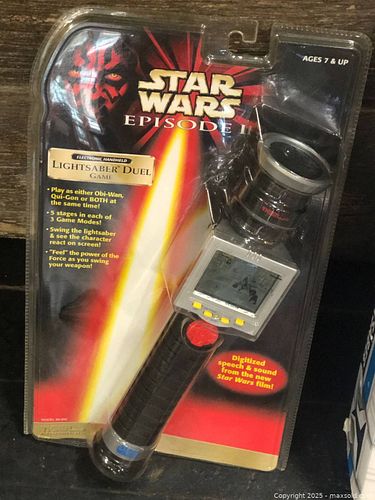 AGES 7 & UP
STAR
WARS
EPISODE I
ELECTRONIC HANDHELD
LIGHTSABER DUEL
GAME
• Play as either Obi-Wan,
Qui-Gon or BOTH at
the same time!
• 5 stages in each of
3 Game Modes!
• Swing the lightsaber
& see the character
react on screen!
• "Feel" the power of the
Force as you swing
your weapon!
Digitized
speech & sound
from the new
Star Wars film!
Copyright 2025 - maxsold.c